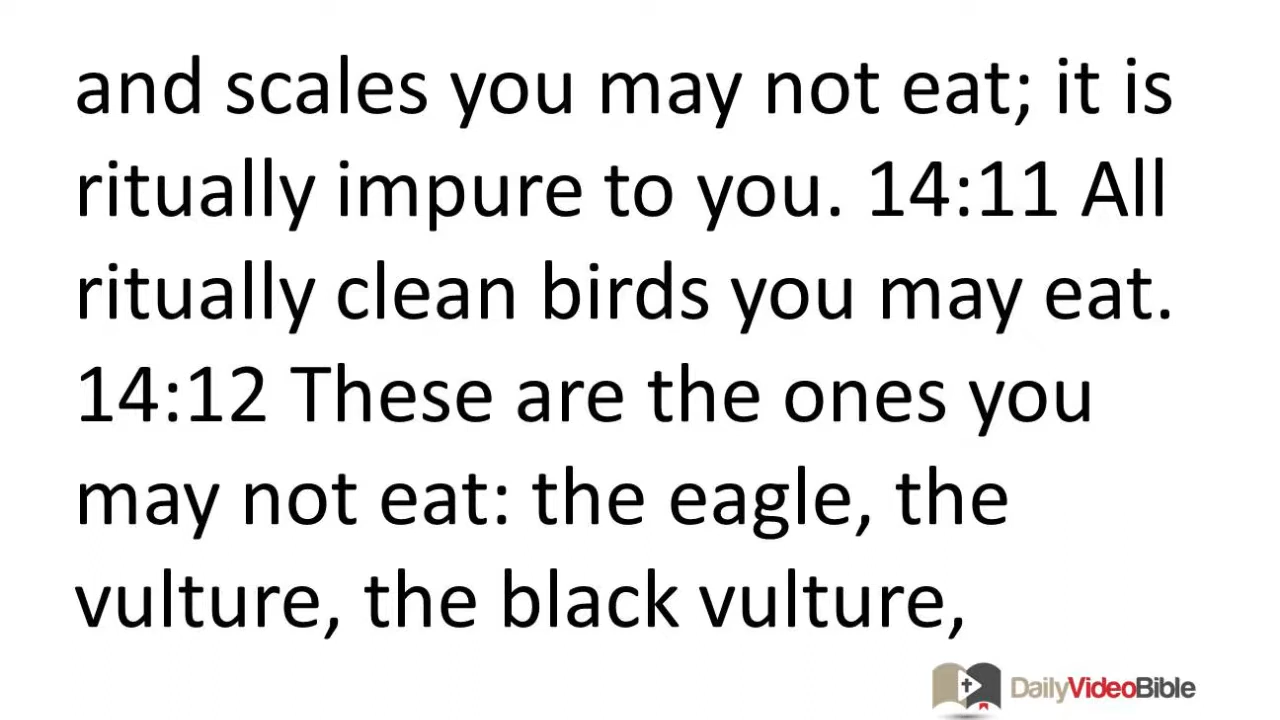 and scales you may not eat; it is
ritually impure to you. 14:11 All
ritually clean birds you may eat.
14:12 These are the ones you
may not eat: the eagle, the
vulture, the black vulture,
DailyVideoBible